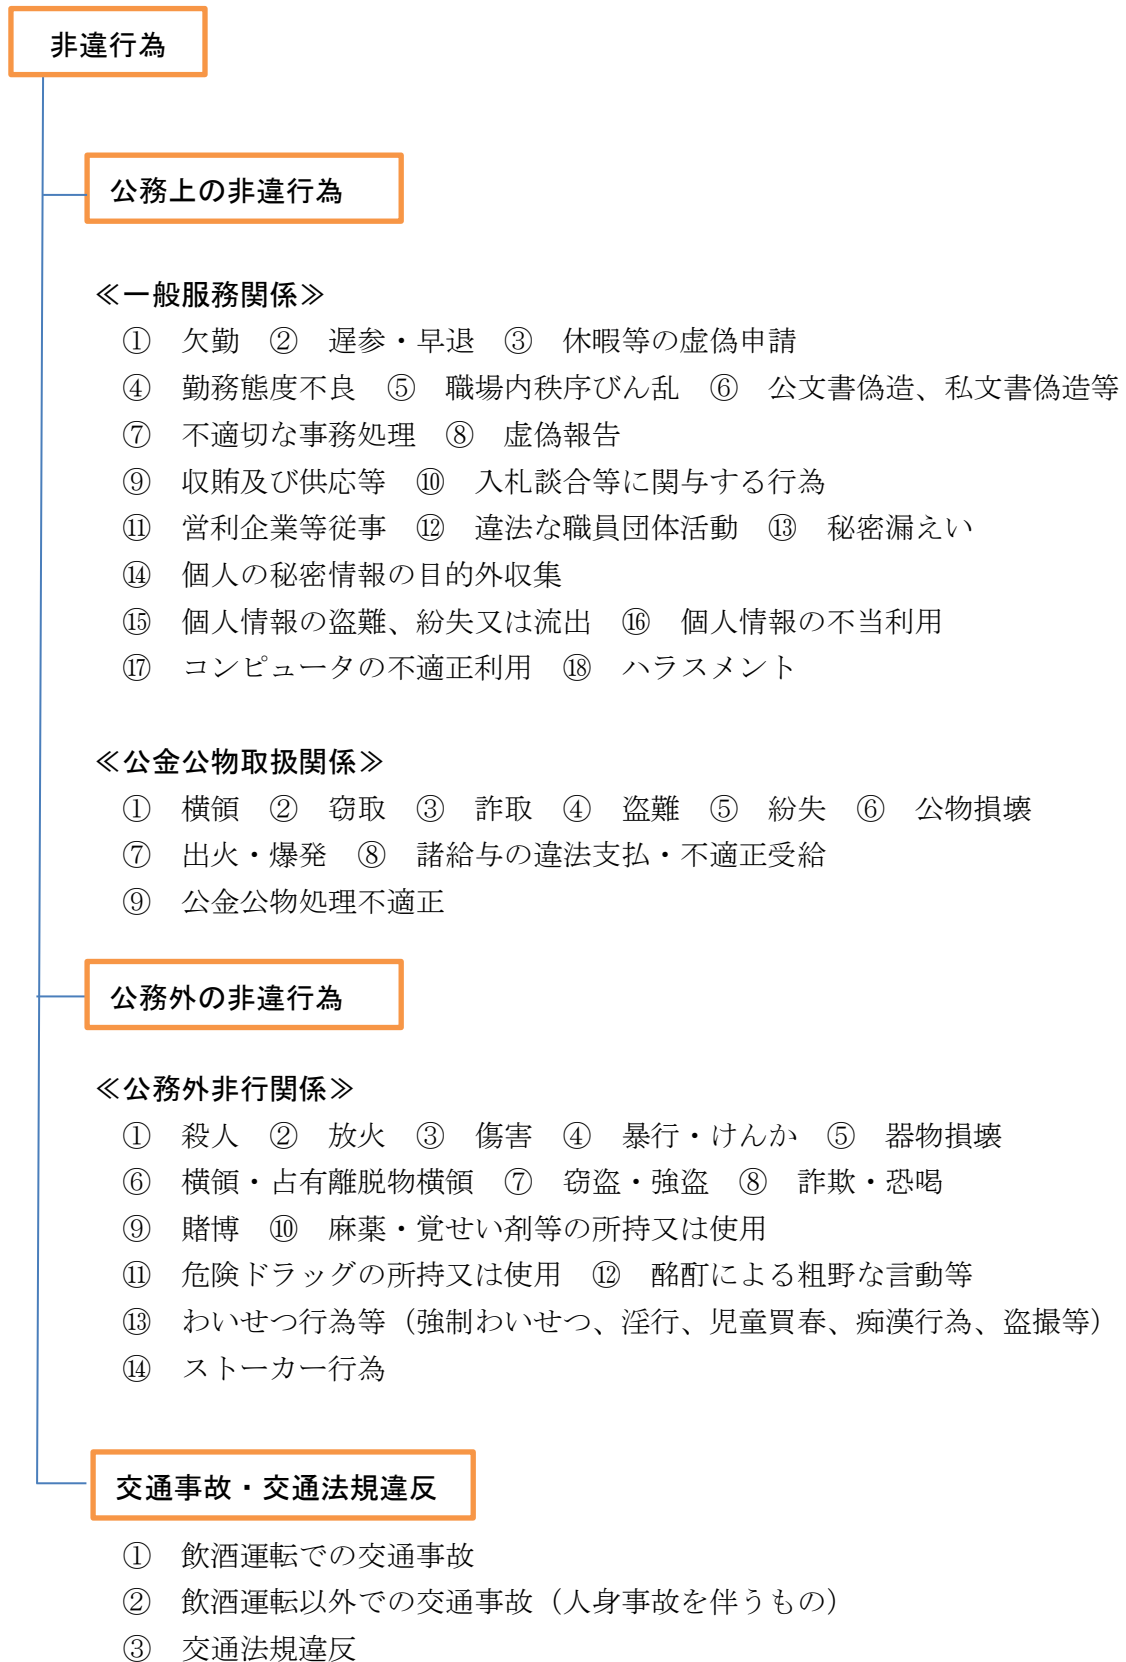 非違行為
公務上の非違行為
≪一般服務関係≫
①　欠勤　②　遅参・早退　③　休暇等の虚偽申請
④　勤務態度不良　⑤　職場内秩序びん乱　⑥　公文書偽造、私文書偽造等
⑦　不適切な事務処理　⑧　虚偽報告
⑨　収賄及び供応等　⑩　入札談合等に関与する行為
⑪　営利企業等従事　⑫　違法な職員団体活動　⑬　秘密漏えい
⑭　個人の秘密情報の目的外収集
⑮　個人情報の盗難、紛失又は流出　⑯　個人情報の不当利用
⑰　コンピュータの不適正利用　⑱　ハラスメント
≪公金公物取扱関係≫
①　横領　②　窃取　③　詐取　④　盗難　⑤　紛失　⑥　公物損壊
⑦　出火・爆発　⑧　諸給与の違法支払・不適正受給
⑨　公金公物処理不適正
公務外の非違行為
≪公務外非行関係≫
①　殺人　②　放火　③　傷害　④　暴行・けんか　⑤　器物損壊
⑥　横領・占有離脱物横領　⑦　窃盗・強盗　⑧　詐欺・恐喝
⑨　賭博　⑩　麻薬・覚せい剤等の所持又は使用
⑪　危険ドラッグの所持又は使用　⑫　酩酊による粗野な言動等
⑬　わいせつ行為等（強制わいせつ、淫行、児童買春、痴漢行為、盗撮等）
⑭　ストーカー行為
交通事故・交通法規違反
①　飲酒運転での交通事故
②　飲酒運転以外での交通事故（人身事故を伴うもの）
③　交通法規違反